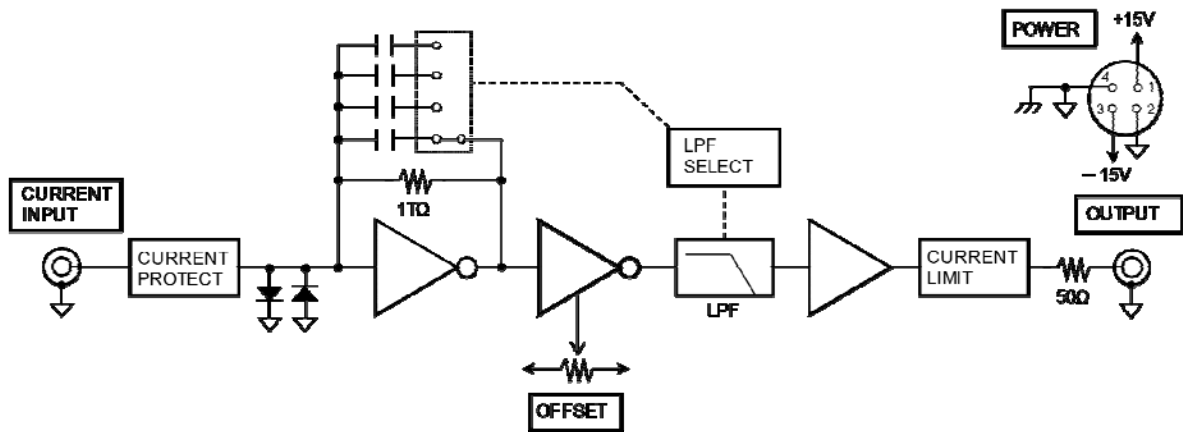 POWER
+15V
4
1
3
2
−15V
LPF
SELECT
1TΩ
CURRENT
INPUT
OUTPUT
CURRENT
PROTECT
CURRENT
LIMIT
50Ω
LPF
OFFSET